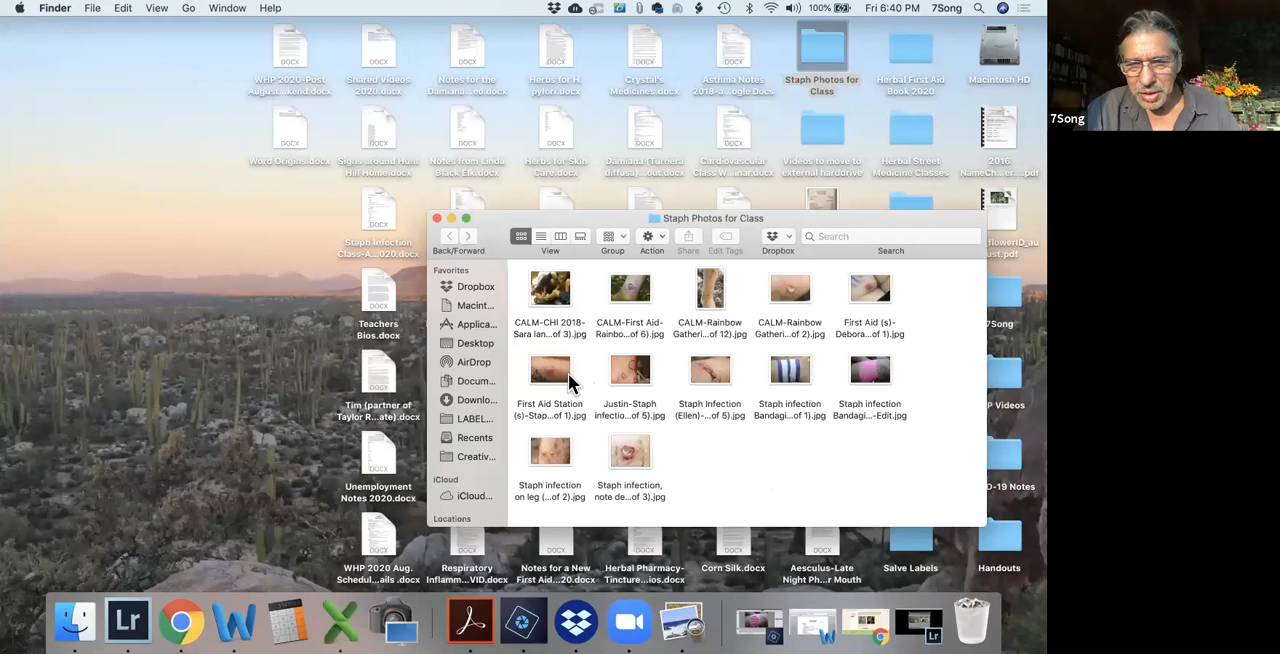 Finder File Edit View Go Window Help 100% Fri 6:40 PM 7Song
WHP 2020-Post
August....kend.docx
Shared Videos
2020.docx
Notes for the
Damiana...eo.docx
Herbs for H.
pylori.docx
Crystal's
Medicines.docx
Asthma Notes
2018-a...ogle Docs
Staph Photos for
Class
Herbal First Aid
Book 2020
Macintosh HD
7Song
Word Origins.docx
Signs around Hunt
Hill Home.docx
Notes from Linda
Black Elk.docx
Herbs for Skin-
Care.docx
Damiana (Turnera
diffusa)...out.docx
Cardiovascular
Class W...inar.docx
Videos to move to
external harddrive
Herbal Street
Medicine Classes
2016
NameCh...er...pdf
Staph Infection
Class-A...020.docx
flowerID_au
ust.pdf
Teachers
Bios.docx
7Song
Tim (partner of
Taylor R...ate).docx
P Videos
Unemployment
Notes 2020.docx
D-19 Notes
WHP 2020 Aug.
Schedul...ails .docx
Respiratory
Inflamm...VID.docx
Notes for a New
First Aid...20.docx
Herbal Pharmacy-
Tincture...ios.docx
Corn Silk.docx
Aesculus-Late
Night Ph...r Mouth
Salve Labels
Handouts
Staph Photos for Class
Back/Forward View Group Action Share Edit Tags Dropbox Search
Search
Favorites
Dropbox
Macint...
Applica...
Desktop
AirDrop
Docum...
Downlo...
LABEL...
Recents
Creativ...
iCloud
iCloud...
Locations
CALM-CHI 2018-
Sara lan...of 3).jpg
CALM-First Aid-
Rainbo...of 6).jpg
CALM-Rainbow
Gatheri...of 12).jpg
CALM-Rainbow
Gatheri...of 2).jpg
First Aid (s)-
Debora...of 1).jpg
First Aid Station
(s)-Stap...of 1).jpg
Justin-Staph
infectio...of 5).jpg
Staph Infection
(Ellen)-...of 5).jpg
Staph infection
Bandagi...of 1).jpg
Staph infection
Bandagi...-Edit.jpg
Staph infection
on leg (...of 2).jpg
Staph infection,
note de...of 3).jpg
DOCX
Lr
W
X